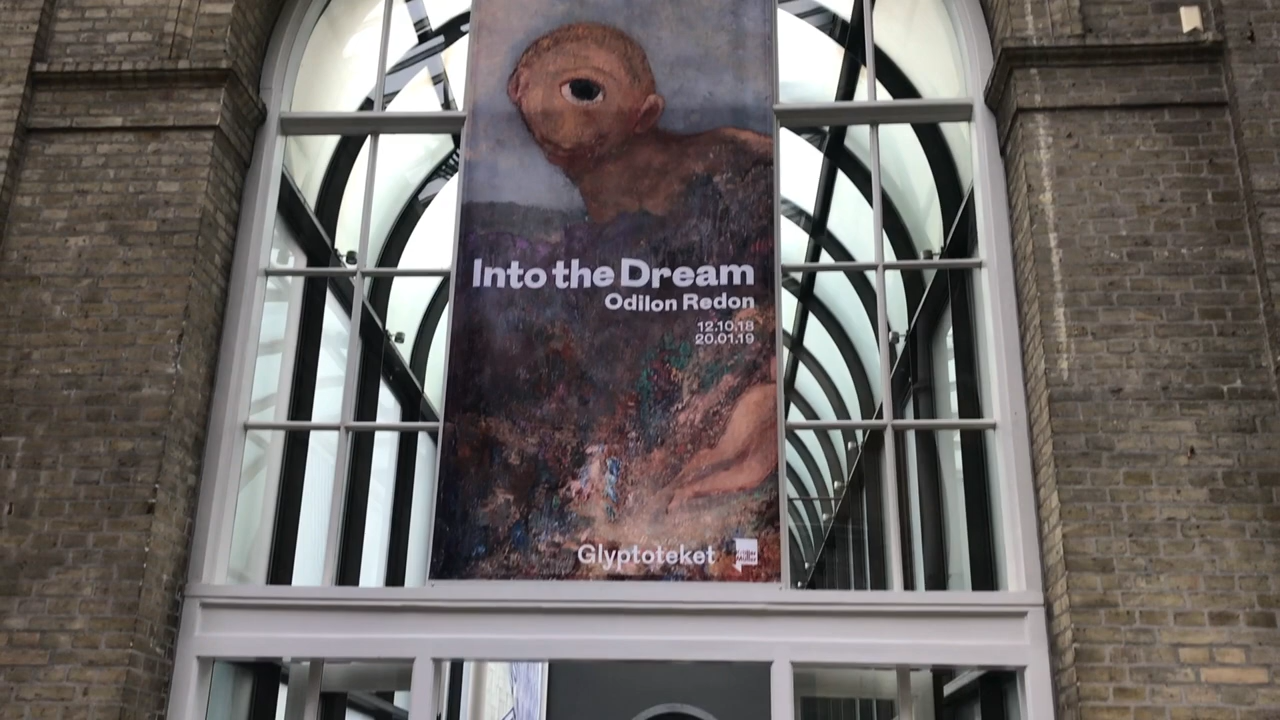 Into the Dream
Odilon Redon
12.10.18
20.01.19
Glyptoteket